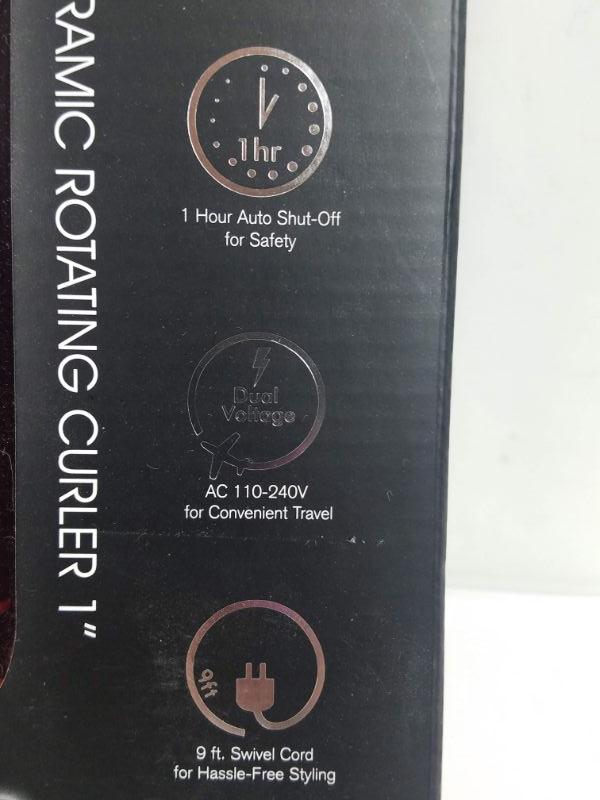 RAMIC ROTATING CURLER 1"
1hr
1 Hour Auto Shut-Off
for Safety
Dual
Voltage
AC 110-240V
for Convenient Travel
9ft
9 ft. Swivel Cord
for Hassle-Free Styling